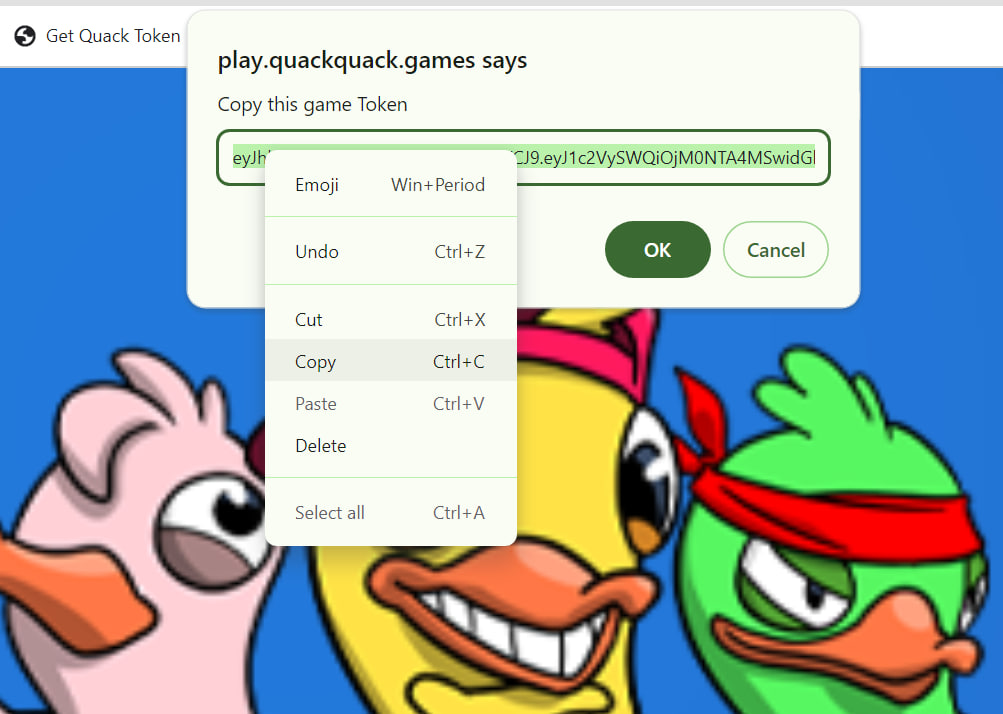 Get Quack Token
play.quackquack.games says
Copy this game Token
eyJh CJ9.eyJ1c2VySWQiOjM0NTA4MSwidGl
Emoji Win+Period
Undo Ctrl+Z
OK Cancel
Cut Ctrl+X
Copy Ctrl+C
Paste Ctrl+V
Delete
Select all Ctrl+A